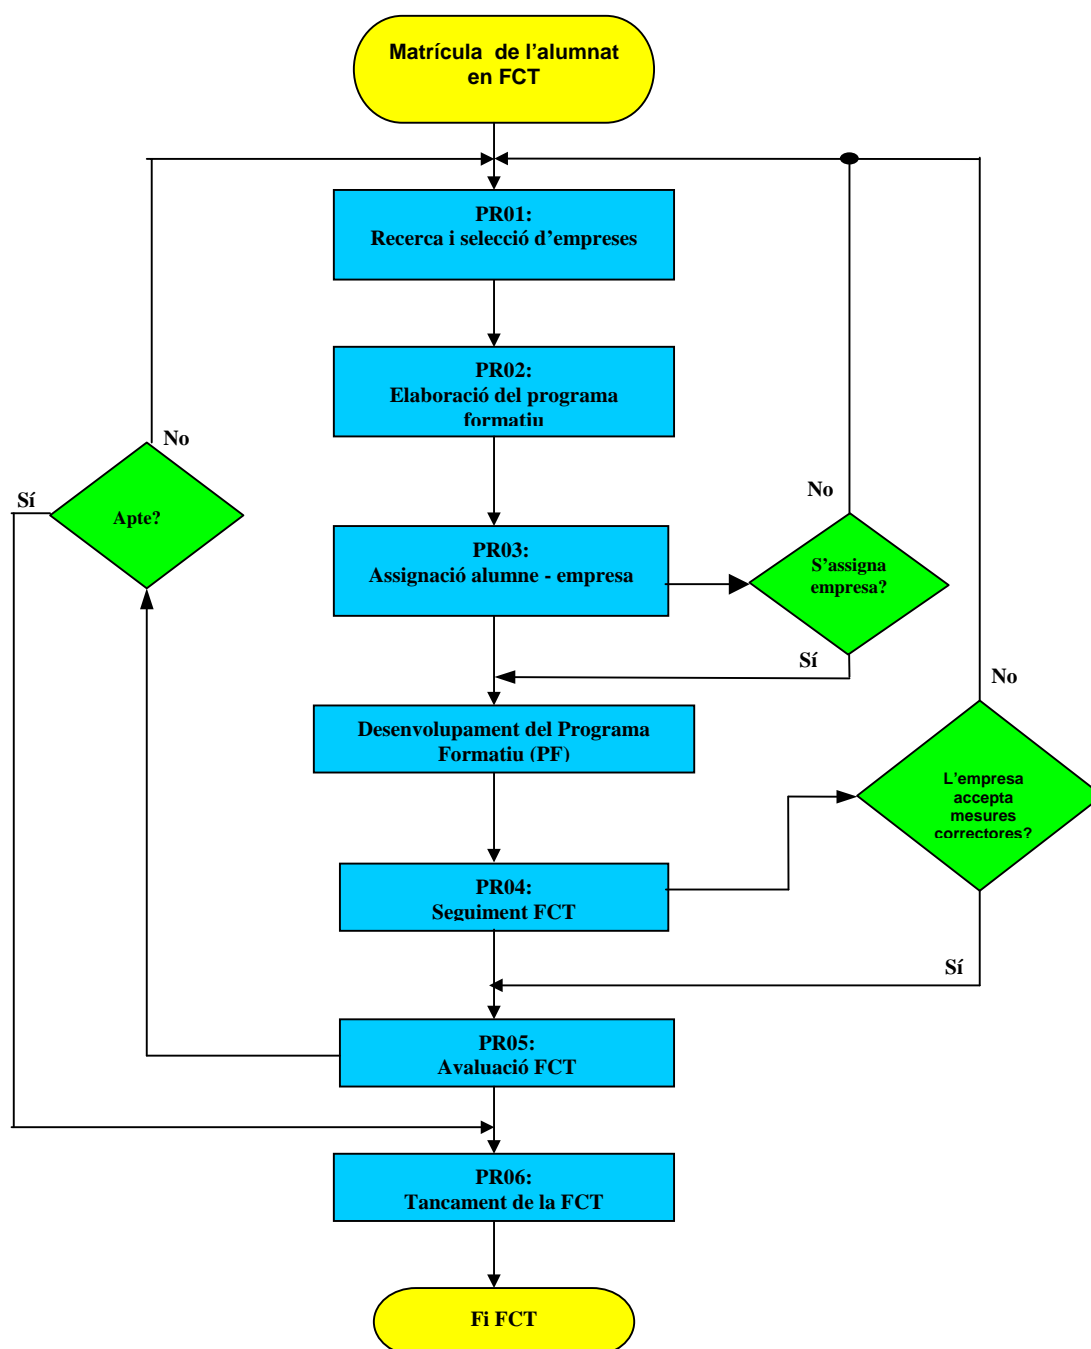 Matrícula  de l’alumnat
en FCT
PR01:
Recerca i selecció d’empreses
PR02:
Elaboració del programa
formatiu
No
Sí
Apte?
No
PR03:
Assignació alumne - empresa
S’assigna
empresa?
Sí
No
Desenvolupament del Programa
Formatiu (PF)
L’empresa
accepta
mesures
correctores?
PR04:
Seguiment FCT
Sí
PR05:
Avaluació FCT
PR06:
Tancament de la FCT
Fi FCT